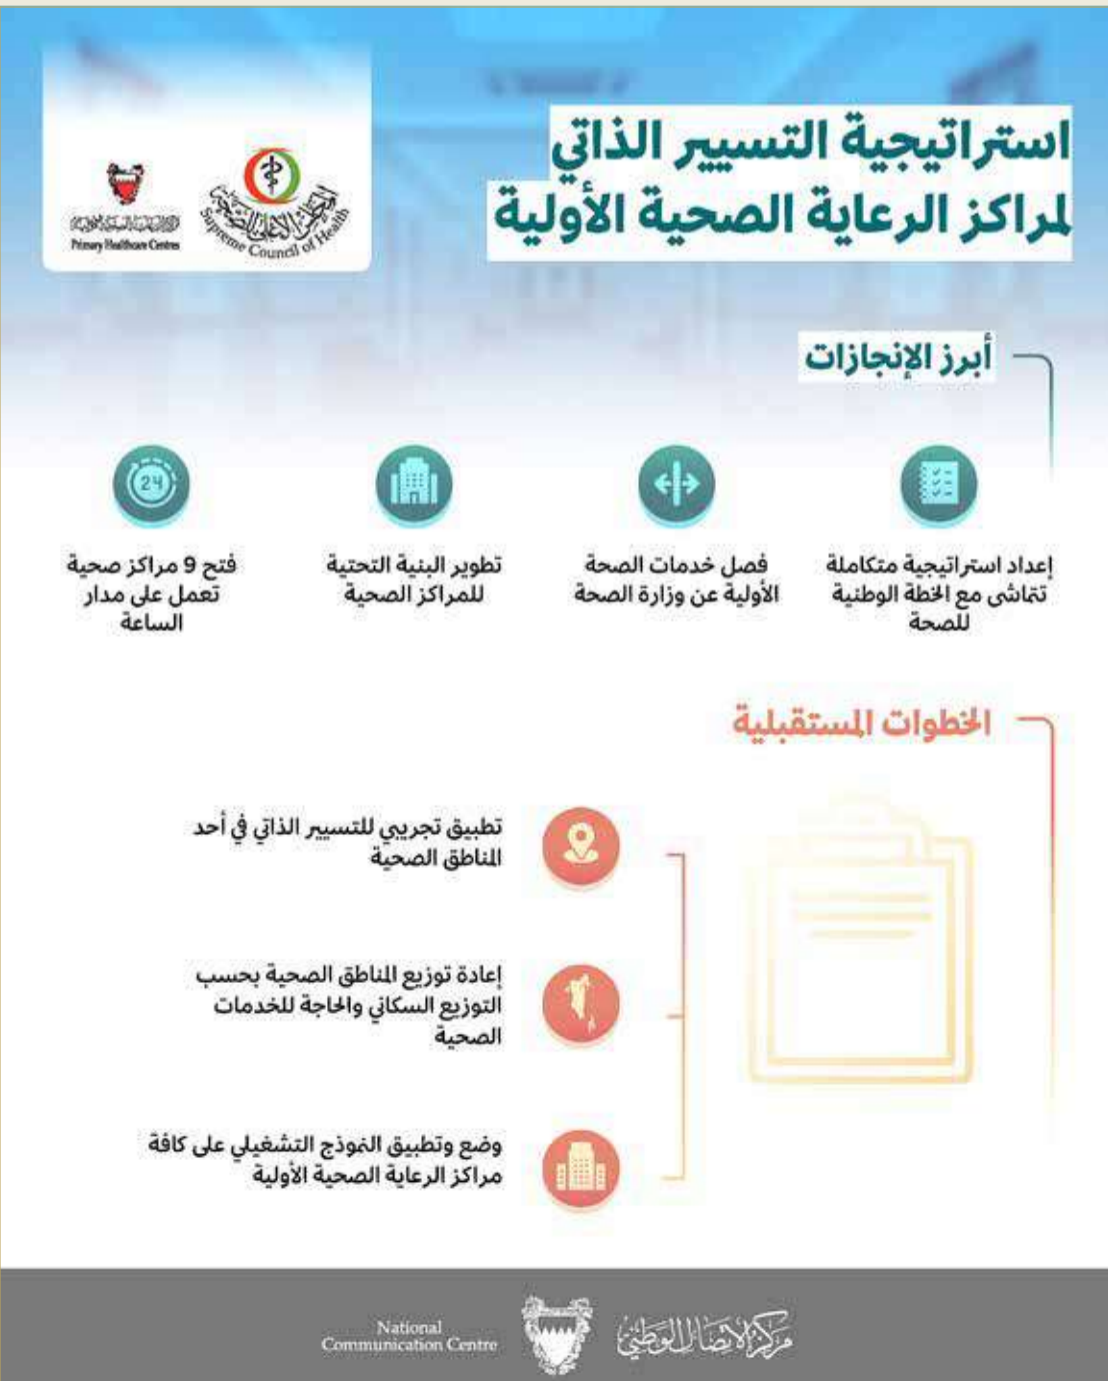 استراتيجية التسيير الذاتي
لمراكز الرعاية الصحية الأولية
المجلس الأعلى للصحة
Supreme Council of Health
Primary Healthcare Centres
أبرز الإنجازات
إعداد استراتيجية متكاملة
تتماشى مع الخطة الوطنية
للصحة
فصل خدمات الصحة
الأولية عن وزارة الصحة
تطوير البنية التحتية
للمراكز الصحية
24
فتح 9 مراكز صحية
تعمل على مدار
الساعة
الخطوات المستقبلية
تطبيق تجريبي للتسيير الذاتي في أحد
المناطق الصحية
إعادة توزيع المناطق الصحية بحسب
التوزيع السكاني والحاجة للخدمات
الصحية
وضع وتطبيق النموذج التشغيلي على كافة
مراكز الرعاية الصحية الأولية
مركز الاتصال الوطني
National
Communication Centre